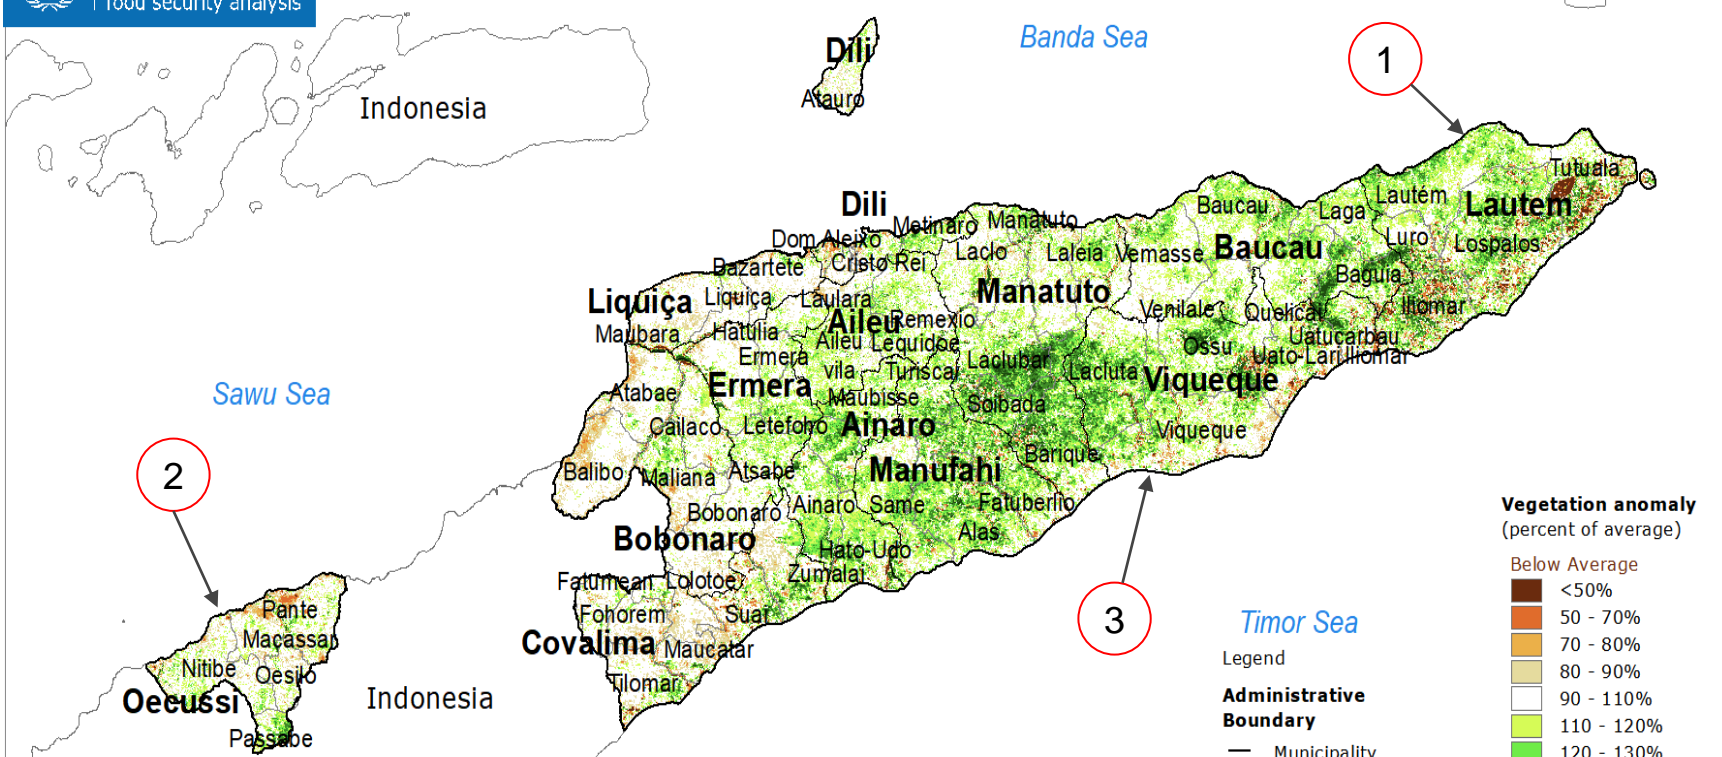 food security analysis
Banda Sea
1
Dili
Atauro
Indonesia
Tutuala
Lautém
Lautem
Dili
Baucau
Laga
Metinaro
Manatuto
Dom Aleixo
Luro
Lospalos
Baucau
Laclo
Laleia
Vemasse
Cristo Rei
Bazartete
Baguia
Manatuto
Liquiça
Liquiça
Laulara
Venilale
Quelicai
Iliomar
Aileu
Remexio
Maubara
Hatulia
Uatucarbau
Aileu
Lequidoe
Ossu
Ermera
Uato-Lari
Iliomar
Laclubar
vila
Turiscai
Lacluta
Viqueque
Ermera
Atabae
Maubisse
Soibada
Sawu Sea
Cailaco
Letefoho
Ainaro
Viqueque
Barique
2
Balibo
Maliana
Atsabe
Manufahi
Bobonaro
Ainaro
Same
Fatuberlio
Alas
Bobonaro
Hato-Udo
Zumalai
Fatumean
Lolotoe
Pante
Macassar
Fohorem
Suai
3
Covalima
Maucatar
Nitibe
Oesilo
Tilomar
Oecussi
Indonesia
Passabe
Timor Sea
Legend
Administrative
Boundary
Municipality
Vegetation anomaly
(percent of average)
Below Average
<50%
50 - 70%
70 - 80%
80 - 90%
90 - 110%
110 - 120%
120 - 130%